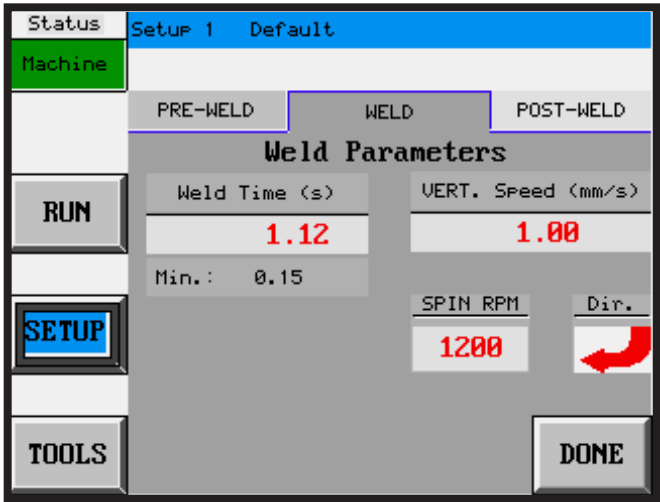 Status
Setup 1 Default
Machine
PRE-WELD WELD POST-WELD
Weld Parameters
Weld Time (s) VERT. Speed (mm/s)
RUN
1.12 1.00
Min.: 0.15
SPIN RPM Dir.
SETUP
1200
TOOLS DONE